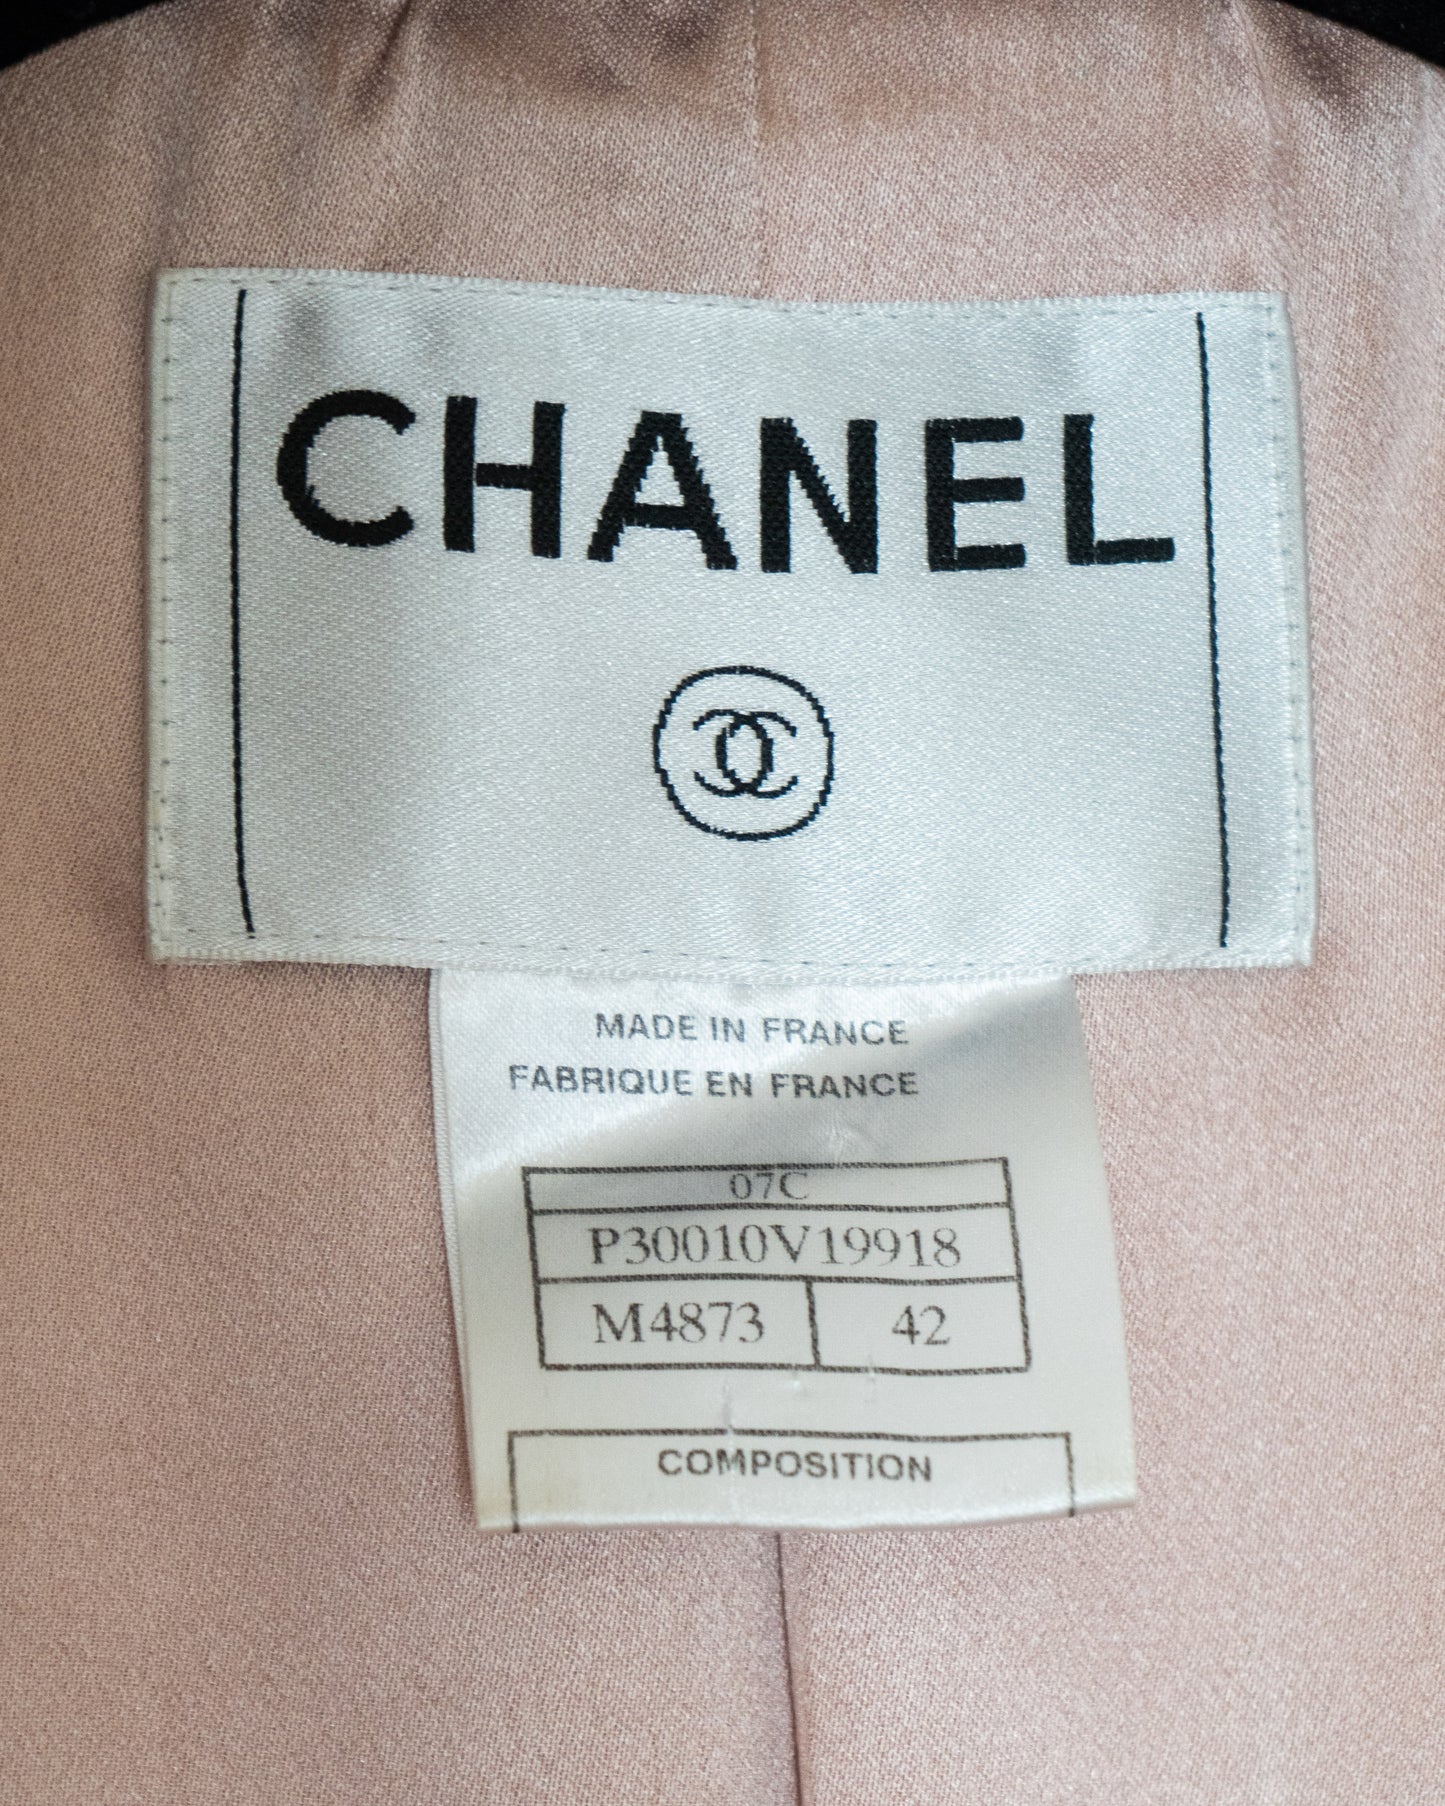 CHANEL
MADE IN FRANCE
FABRIQUE EN FRANCE
07C
P30010V19918
M4873 42
COMPOSITION